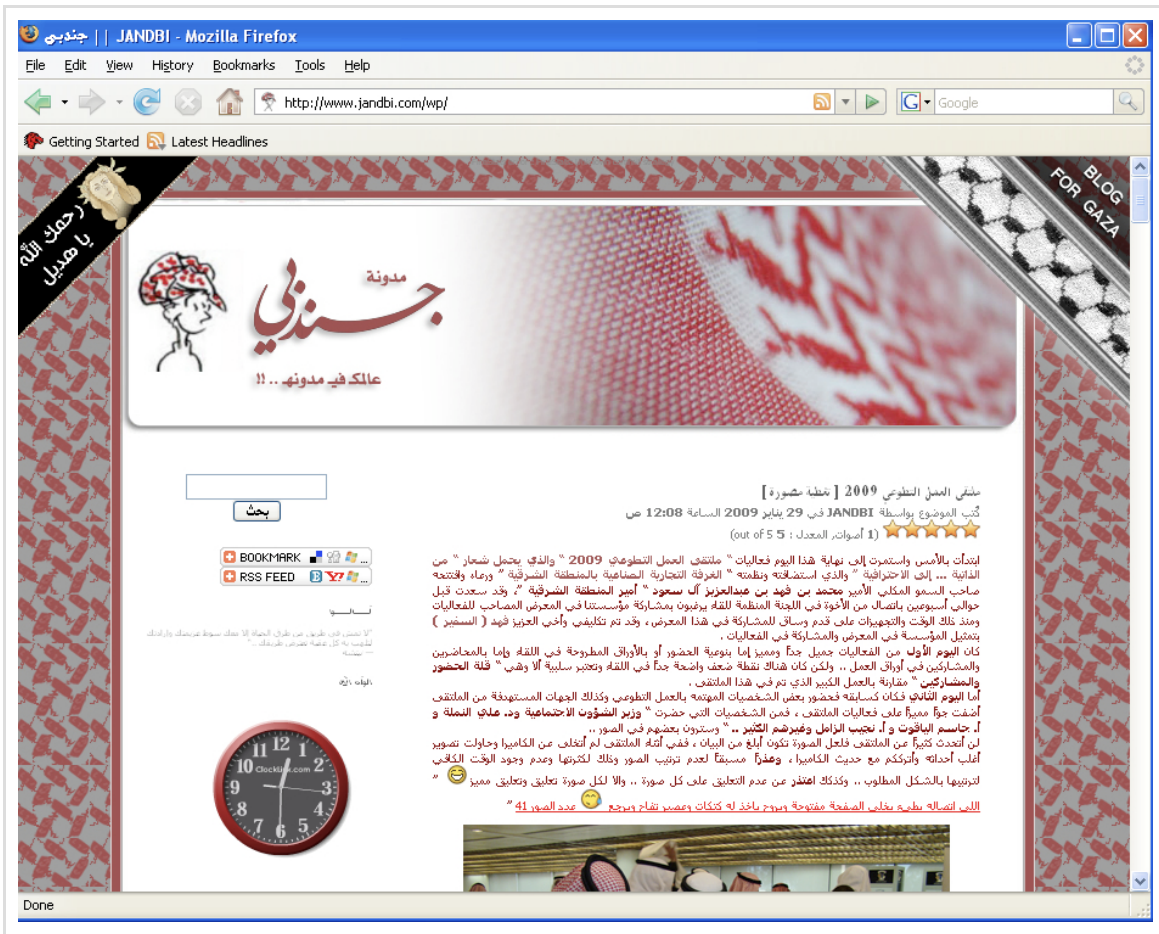 جندبي || JANDBI - Mozilla Firefox
File Edit View History Bookmarks Tools Help
http://www.jandbi.com/wp/
G Google
Getting Started Latest Headlines
رحمك الله
يا هديل
BLOG
FOR GAZA
مدونة
جندبي
عالمك في مدونه .. !!
ملتقى العمل التطوعي 2009 [ تغطية مصورة ]
كُتب الموضوع بواسطة JANDBI في 29 يناير 2009 الساعة 12:08 ص
(1 أصوات, المعدل : 5 out of 5)
ابتدأت بالأمس واستمرت إلى نهاية هذا اليوم فعاليات " ملتقى العمل التطوعي 2009 " والذي يحمل شعار " من
الذاتية ... إلى الاحترافية " والذي استضافته ونظمته " الغرفة التجارية الصناعية بالمنطقة الشرقية " ورعاه وافتتحه
صاحب السمو الملكي الأمير محمد بن فهد بن عبدالعزيز آل سعود " أمير المنطقة الشرقية "، وقد سعدت قبل
حوالي أسبوعين باتصال من الأخوة في اللجنة المنظمة للقاء يرغبون بمشاركة مؤسستنا في المعرض المصاحب للفعاليات
ومنذ ذلك الوقت والتجهيزات على قدم وساق للمشاركة في هذا المعرض، وقد تم تكليفي وأخي العزيز فهد ( السفير )
بتمثيل المؤسسة في المعرض والمشاركة في الفعاليات .
كان اليوم الأول من الفعاليات جميل جداً ومميز إما بنوعية الحضور أو بالأوراق المطروحة في اللقاء وإما بالمحاضرين
والمشاركين في أوراق العمل .. ولكن كان هناك نقطة ضعف واضحة جداً في اللقاء وتعتبر سلبية ألا وهي " قلة الحضور
والمشاركين " مقارنة بالعمل الكبير الذي تم في هذا الملتقى .
أما اليوم الثاني فكان كسابقه فحضور بعض الشخصيات المهتمه بالعمل التطوعي وكذلك الجهات المستهدفة من الملتقى
أضفت جواً مميزاً على فعاليات الملتقى ، فمن الشخصيات التي حضرت " وزير الشؤون الاجتماعية ود. علي النملة و
أ. جاسم الياقوت و أ. نجيب الزامل وغيرهم الكثير .. " وسترون بعضهم في الصور ..
لن أتحدث كثيراً عن الملتقى فلعل الصورة تكون أبلغ من البيان ، ففي أثناء الملتقى لم أتخلى عن الكاميرا وحاولت تصوير
أغلب أحداثه وأترككم مع حديث الكاميرا ، وعذراً مسبقاً لعدم ترتيب الصور وذلك لكثرتها وعدم وجود الوقت الكافي
لترتيبها بالشكل المطلوب .. وكذلك اعتذر عن عدم التعليق على كل صورة .. والا لكل صورة تعليق وتعليق مميز "
اللي اتصاله بطيء يخلي الصفحة مفتوحة ويروح ياخذ له كتكات وعصير تفاح ويرجع عدد الصور 41 "
بحث
BOOKMARK
RSS FEED
11 12 1
10 ClockLink.com 2
9 3
8 4
7 6 5
Done